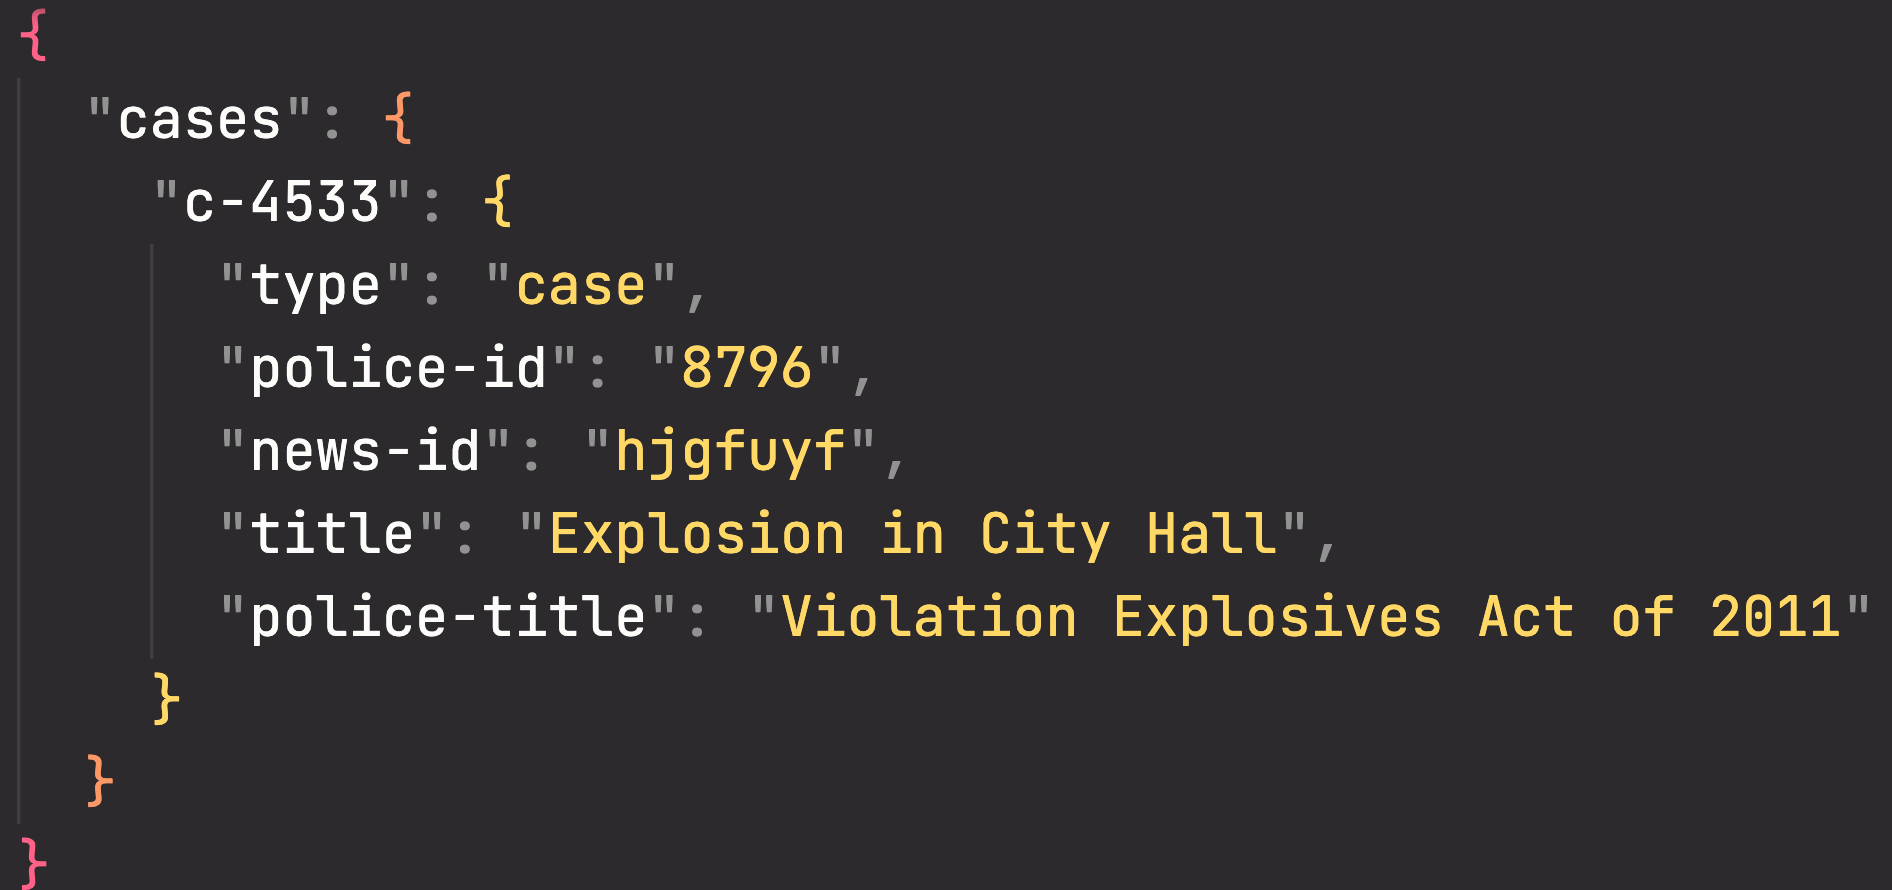 {
  "cases": {
    "c-4533": {
      "type": "case",
      "police-id": "8796",
      "news-id": "hjgfuyf",
      "title": "Explosion in City Hall",
      "police-title": "Violation Explosives Act of 2011"
    }
  }
}